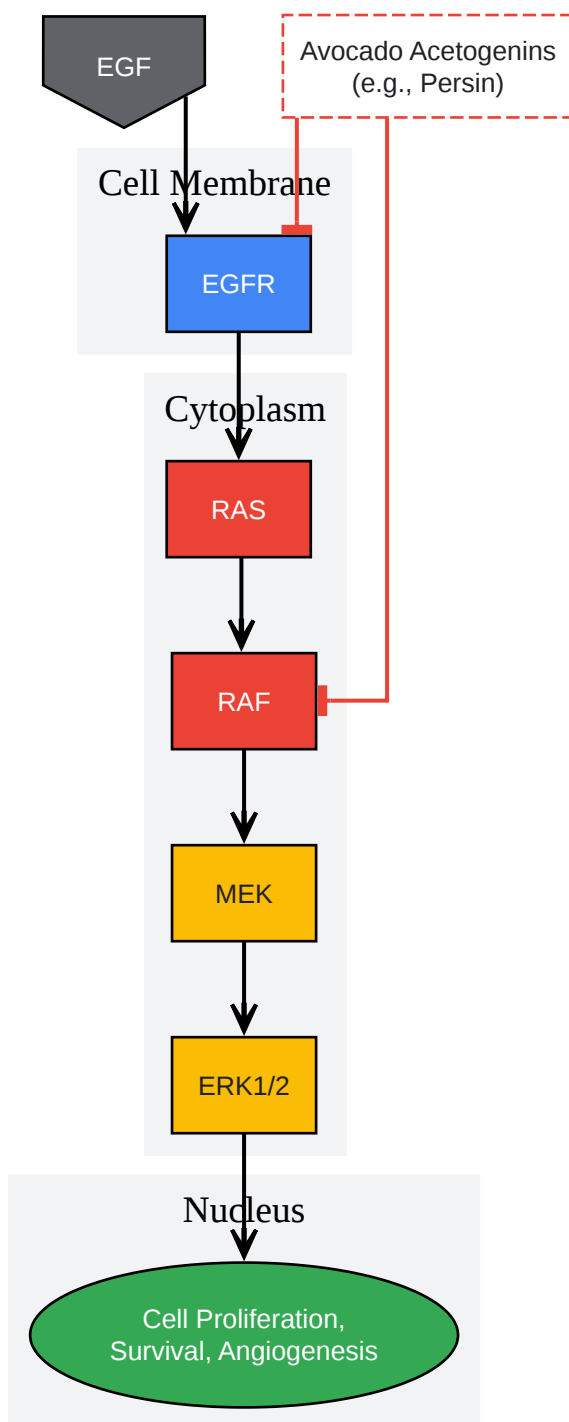 EGF
Avocado Acetogenins
(e.g., Persin)
Cell Membrane
EGFR
Cytoplasm
RAS
RAF
MEK
ERK1/2
Nucleus
Cell Proliferation,
Survival, Angiogenesis